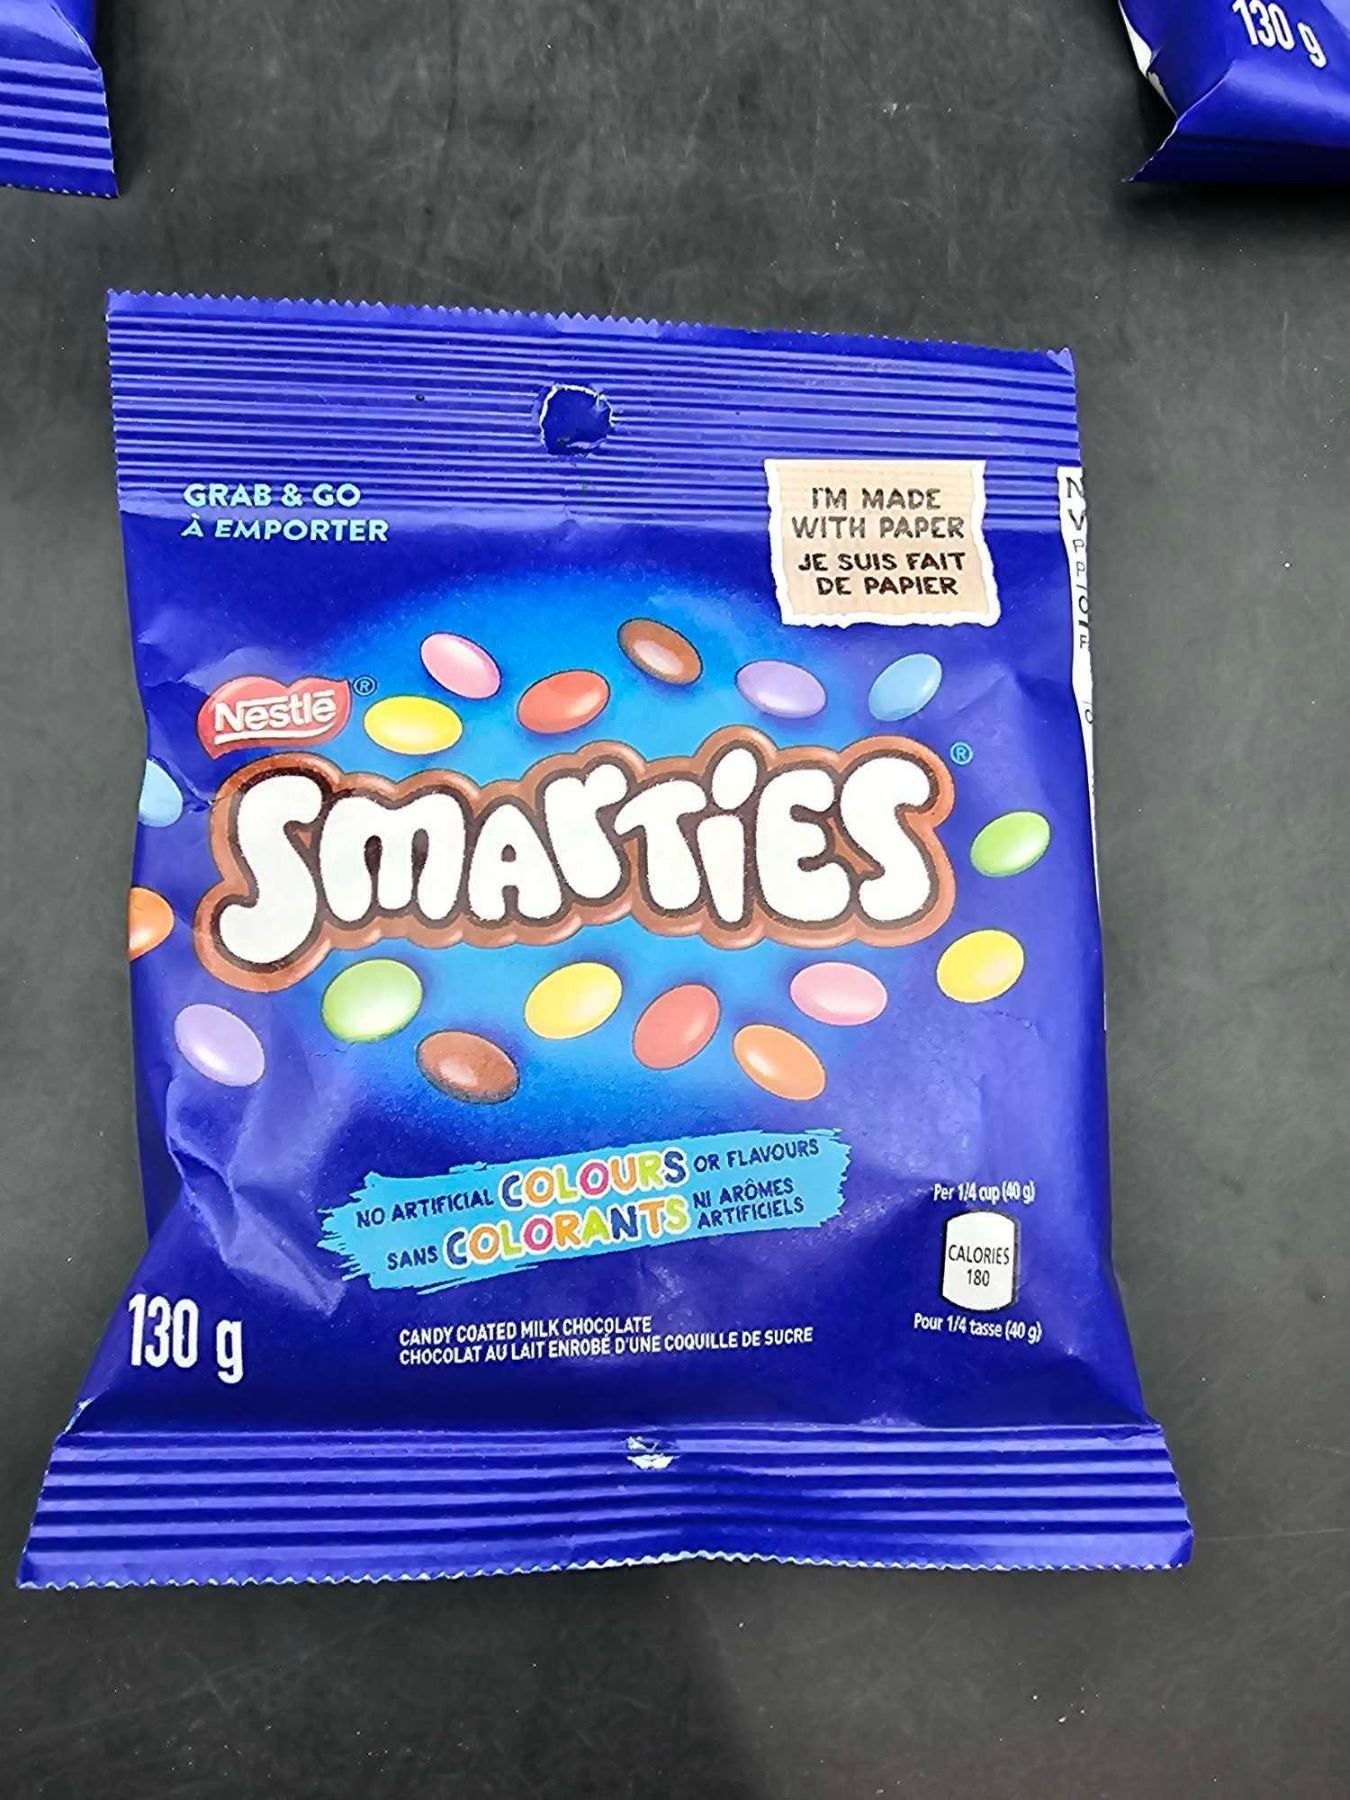 130 g
GRAB & GO
À EMPORTER
I'M MADE
WITH PAPER
JE SUIS FAIT
DE PAPIER
Nestlé ®
SMARTIES ®
NO ARTIFICIAL COLOURS OR FLAVOURS
SANS COLORANTS NI ARÔMES ARTIFICIELS
Per 1/4 cup (40 g)
CALORIES
180
Pour 1/4 tasse (40 g)
130 g
CANDY COATED MILK CHOCOLATE
CHOCOLAT AU LAIT ENROBÉ D'UNE COQUILLE DE SUCRE